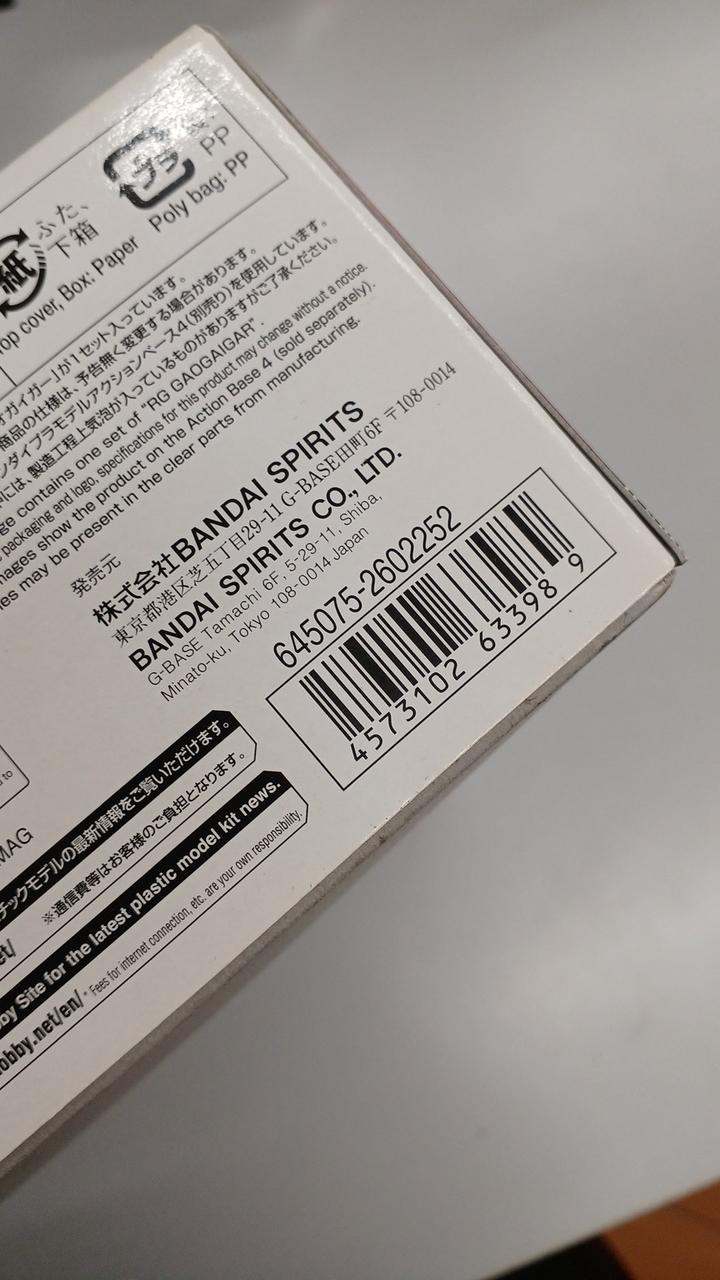 プラ
PP
Poly bag: PP
紙
ふた、
下箱
op cover, Box: Paper
オガイガー」が1セット入っています。
商品の仕様は、予告無く変更する場合があります。
ンダイプラモデルアクションベース4(別売り)を使用しています。
には、製造工程上気泡が入っているものがありますがご了承ください。
ge contains one set of "RG GAOGAIGAR".
packaging and logo, specifications for this product may change without a notice.
mages show the product on the Action Base 4 (sold separately).
es may be present in the clear parts from manufacturing.
発売元
株式会社BANDAI SPIRITS
東京都港区芝五丁目29-11 G-BASE田町6F 〒108-0014
BANDAI SPIRITS CO., LTD.
G-BASE Tamachi 6F, 5-29-11, Shiba,
Minato-ku, Tokyo 108-0014 Japan
645075-2602252
4573102 63398 9
d to
MAG
チックモデルの最新情報をご覧いただけます。
et/ ※通信費等はお客様のご負担となります。
by Site for the latest plastic model kit news.
obby.net/en/ * Fees for internet connection, etc. are your own responsibility.